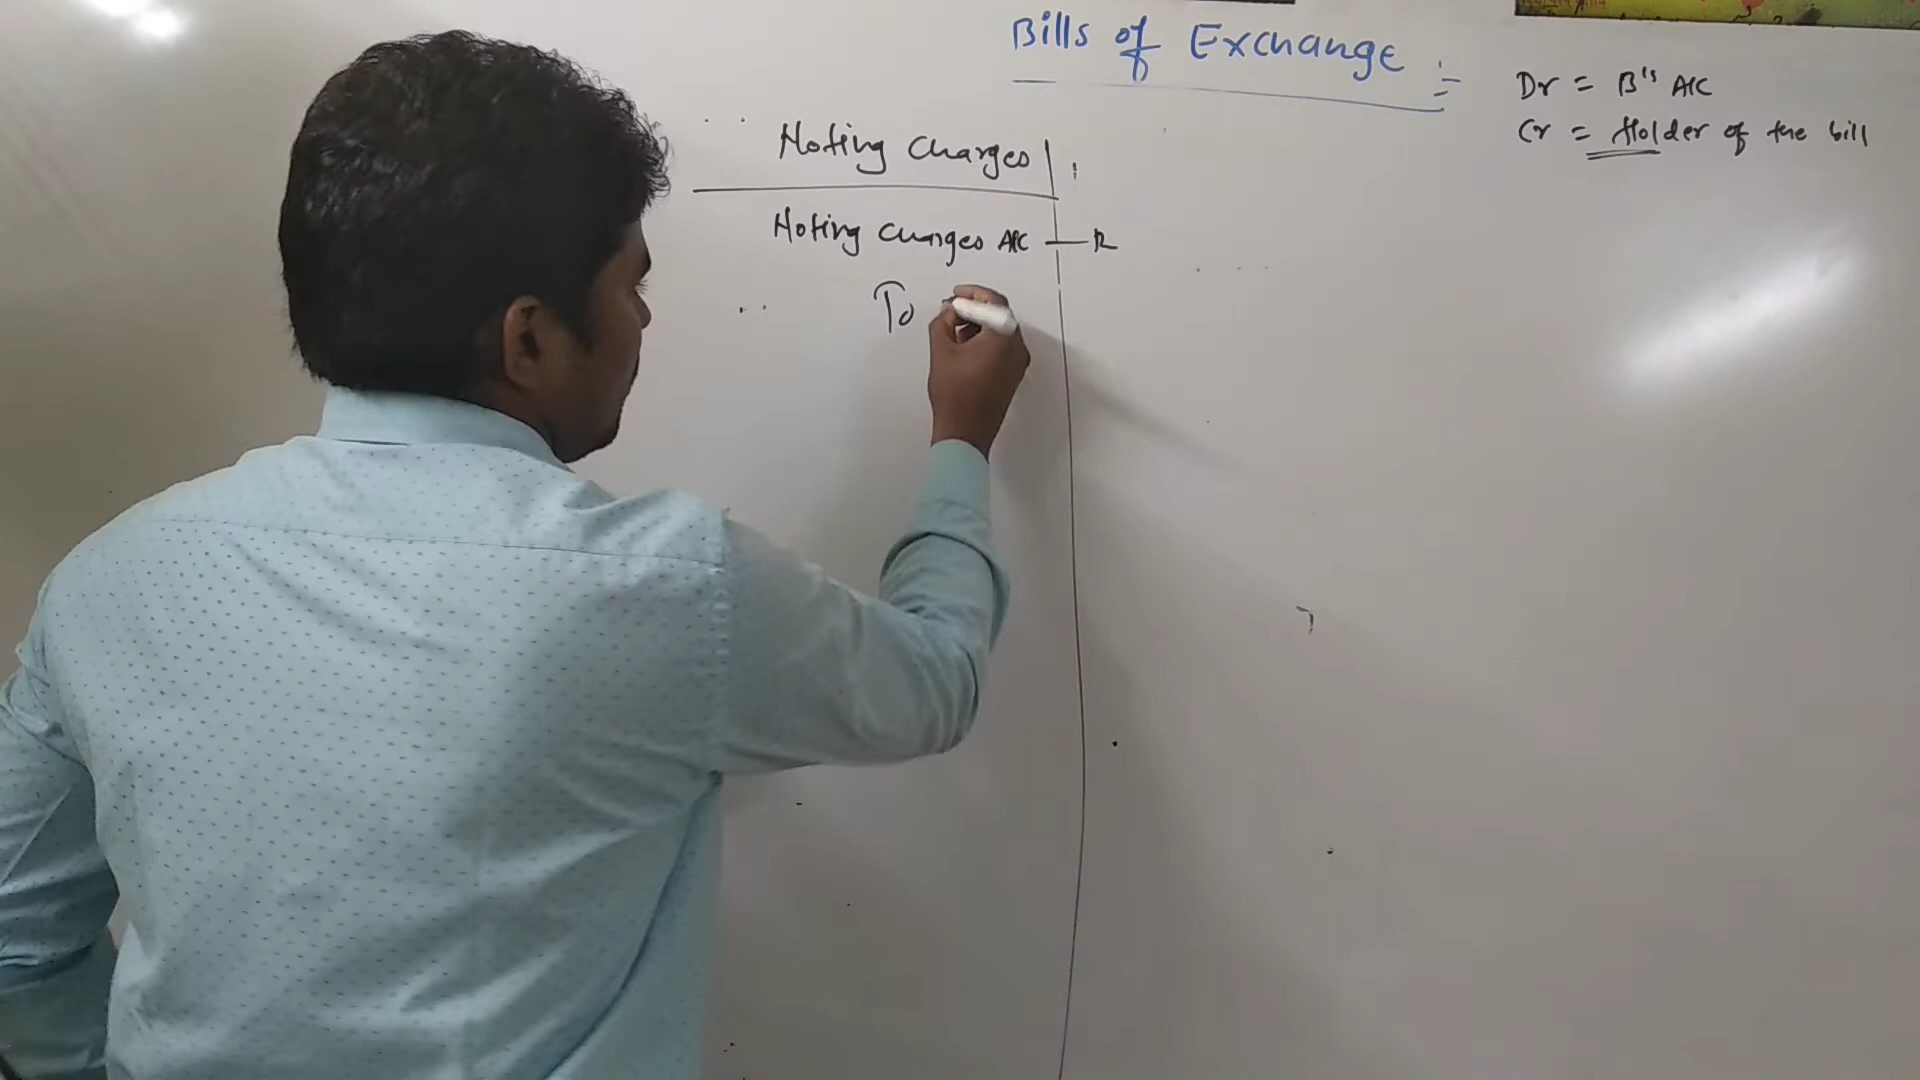 Bills of Exchange :=
Dr = B's A/C
Cr = Holder of the bill
Noting Charges
Noting Charges A/C
To